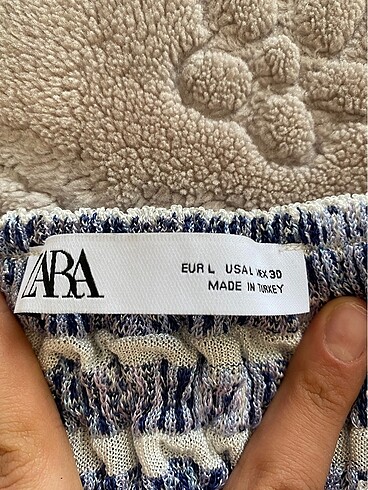 ZARA
EUR L USA L MEX 30
MADE IN TURKEY